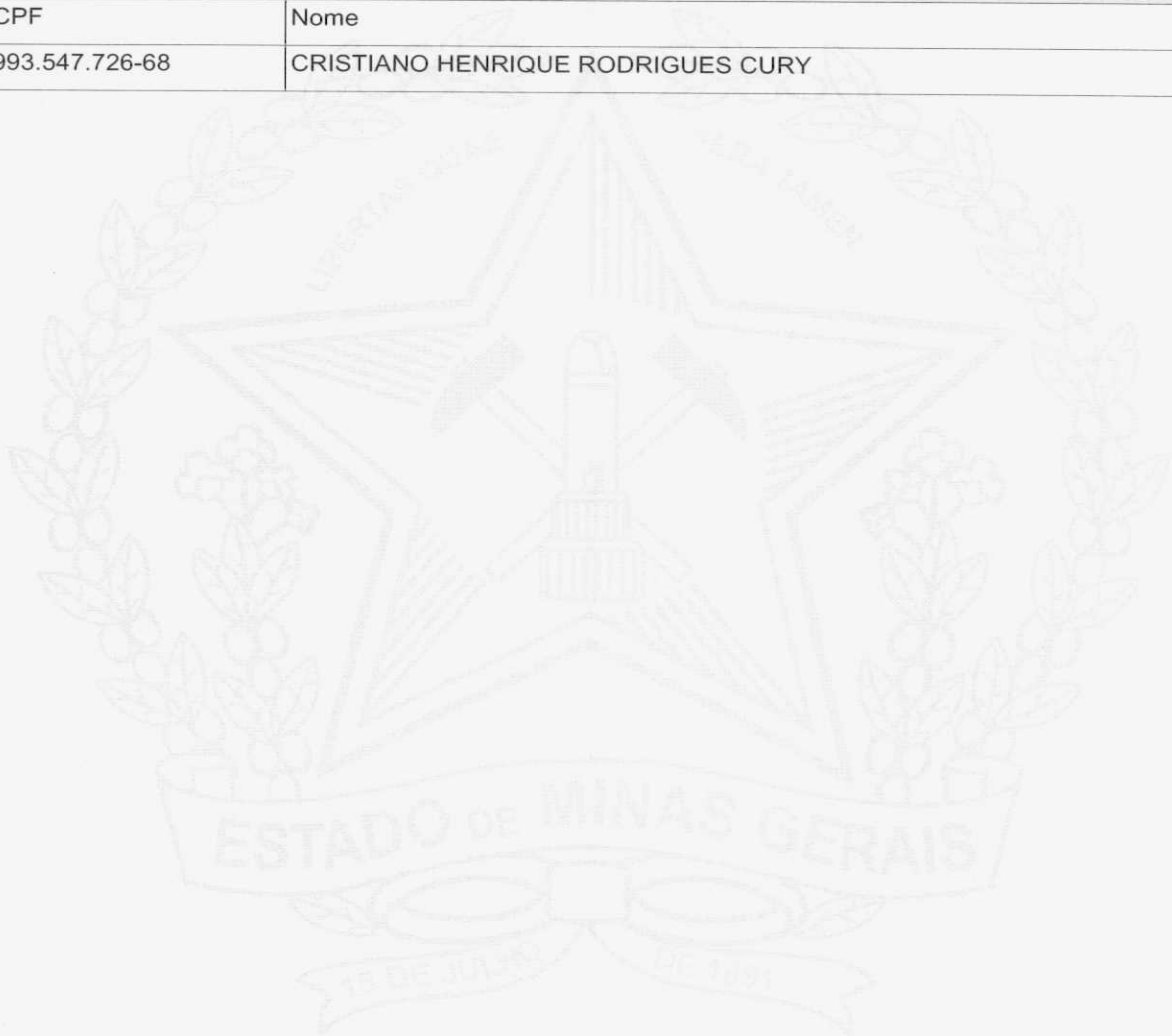 CPF Nome
993.547.726-68 CRISTIANO HENRIQUE RODRIGUES CURY
LIBERTAS QUAE SERA TAMEN
ESTADO DE MINAS GERAIS
15 DE JULHO DE 1891